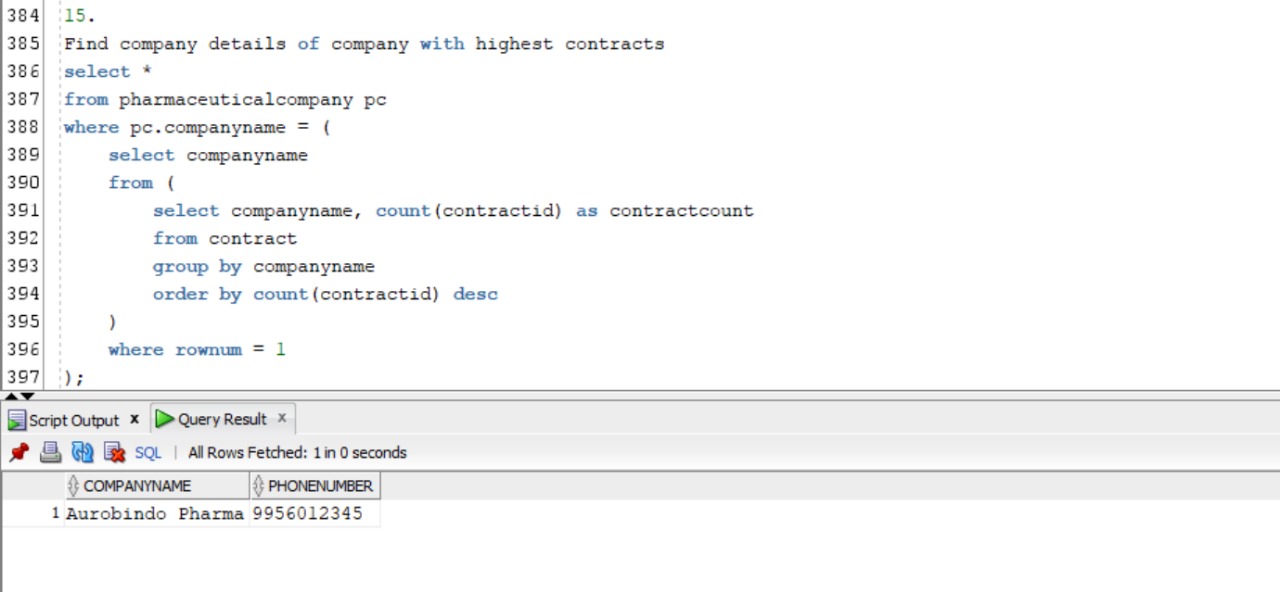 384 15.
385 Find company details of company with highest contracts
386 select *
387 from pharmaceuticalcompany pc
388 where pc.companyname = (
389 select companyname
390 from (
391 select companyname, count(contractid) as contractcount
392 from contract
393 group by companyname
394 order by count(contractid) desc
395 )
396 where rownum = 1
397 );
Script Output x Query Result x
SQL | All Rows Fetched: 1 in 0 seconds
COMPANYNAME PHONENUMBER
1 Aurobindo Pharma 9956012345